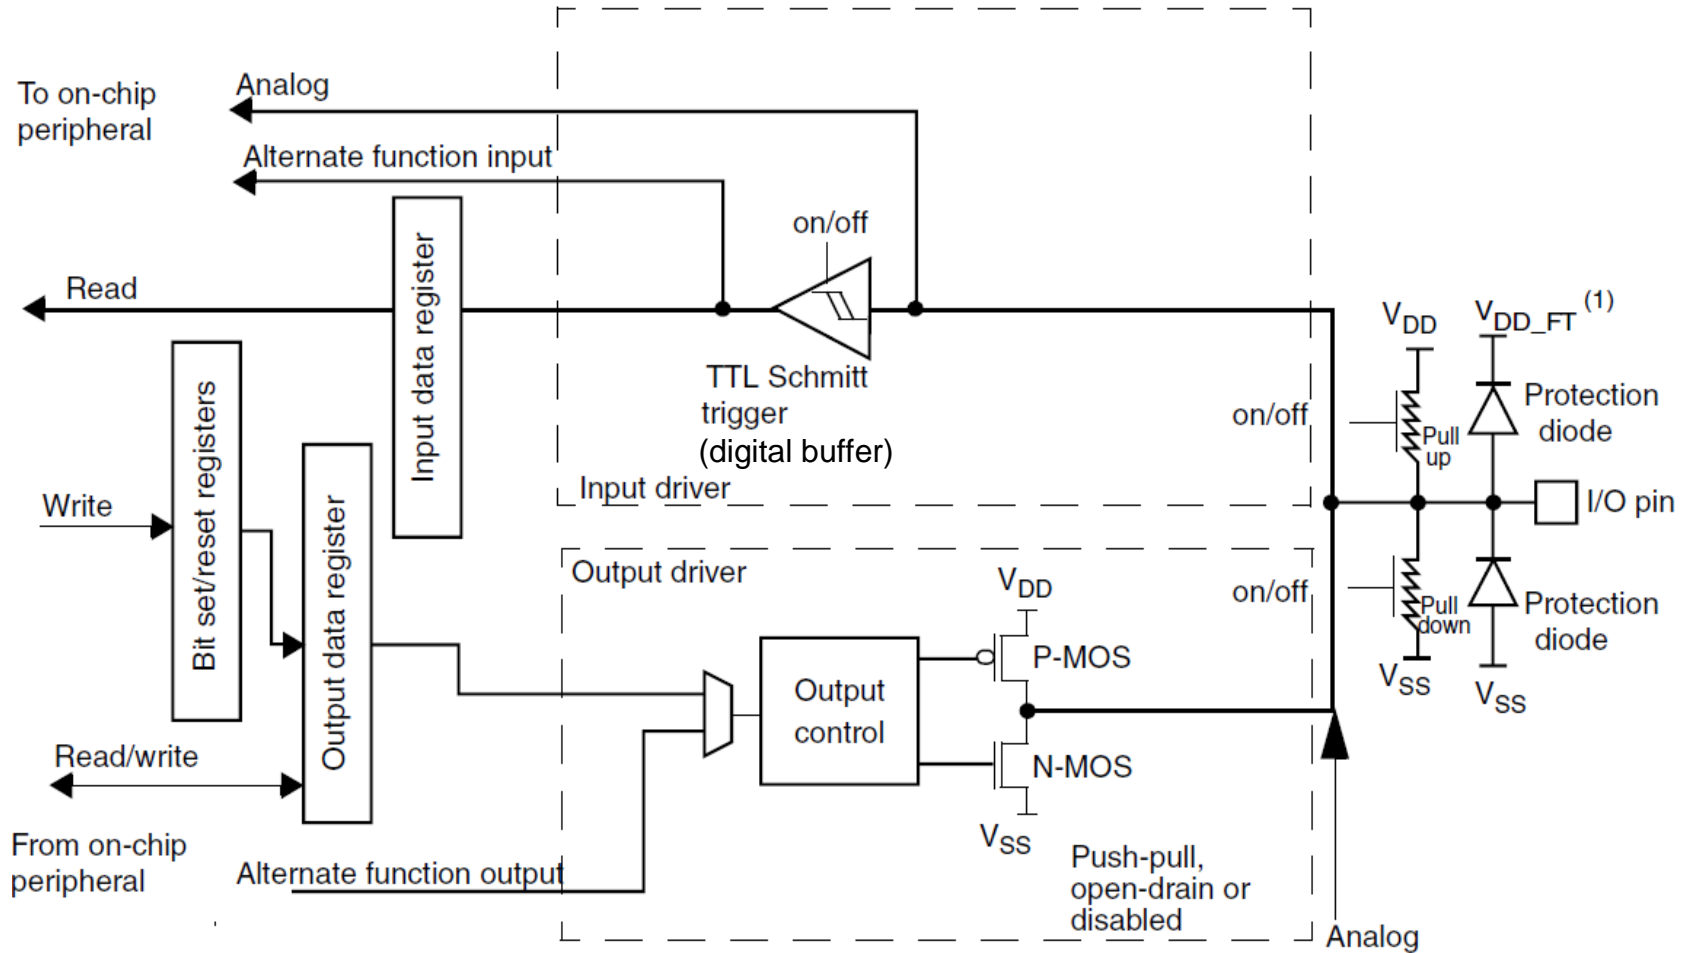 To on-chip
peripheral
Analog
Alternate function input
on/off
Read
Input data register
TTL Schmitt
trigger
(digital buffer)
Input driver
VDD
VDD_FT (1)
on/off
Pull
up
Protection
diode
I/O pin
Write
Bit set/reset registers
Output data register
Output driver
VDD
on/off
Pull
down
Protection
diode
VSS
VSS
P-MOS
Output
control
N-MOS
VSS
Read/write
From on-chip
peripheral
Alternate function output
Push-pull,
open-drain or
disabled
Analog